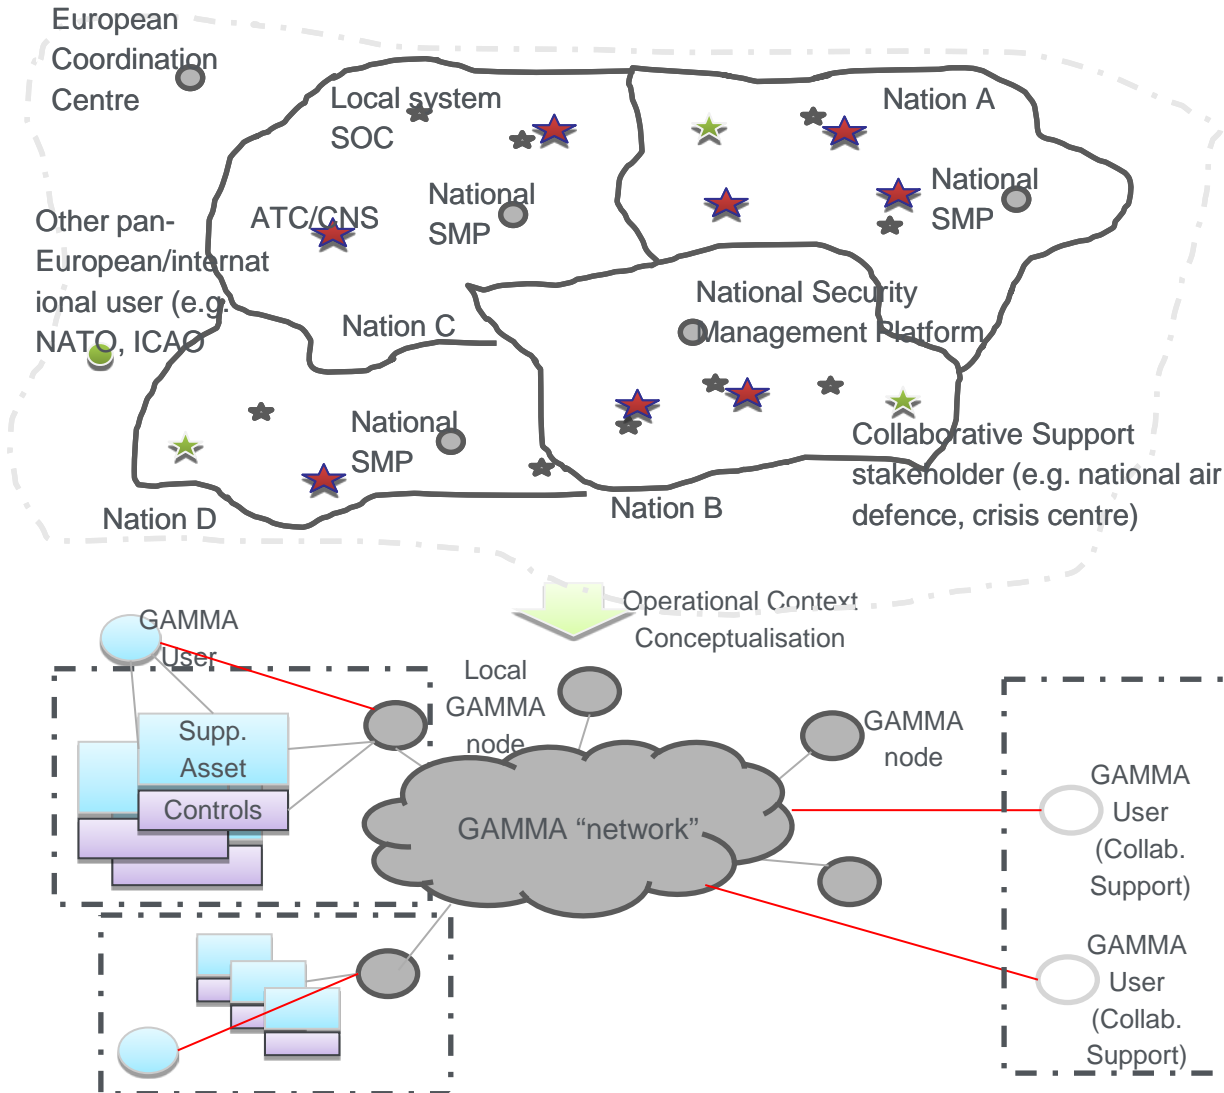 European
Coordination
Centre
Local system
SOC
Nation A
National
SMP
National
SMP
ATC/CNS
Other pan-
European/internat
ional user (e.g.
NATO, ICAO
National Security
Management Platform
Nation C
National
SMP
Collaborative Support
stakeholder (e.g. national air
defence, crisis centre)
Nation D
Nation B
Operational Context
Conceptualisation
GAMMA
User
Local
GAMMA
node
GAMMA
node
Supp.
Asset
Controls
GAMMA “network”
GAMMA
User
(Collab.
Support)
GAMMA
User
(Collab.
Support)